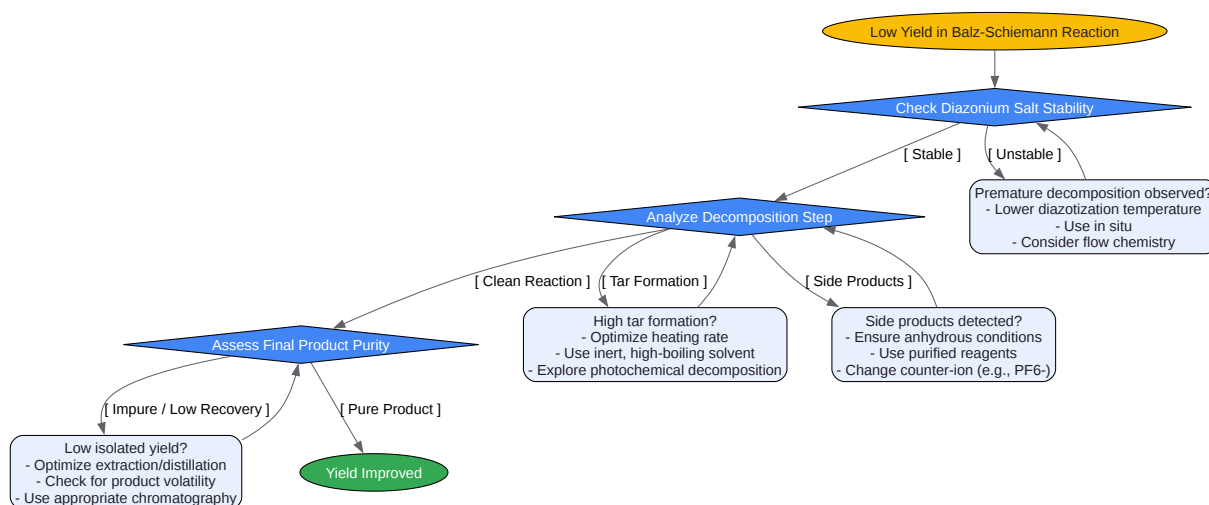 Low Yield in Balz-Schiemann Reaction
Check Diazonium Salt Stability
[ Stable ]
[ Unstable ]
Premature decomposition observed?
- Lower diazotization temperature
- Use in situ
- Consider flow chemistry
Analyze Decomposition Step
[ Clean Reaction ]
[ Tar Formation ]
[ Side Products ]
High tar formation?
- Optimize heating rate
- Use inert, high-boiling solvent
- Explore photochemical decomposition
Side products detected?
- Ensure anhydrous conditions
- Use purified reagents
- Change counter-ion (e.g., PF6-)
Assess Final Product Purity
[ Impure / Low Recovery ]
[ Pure Product ]
Low isolated yield?
- Optimize extraction/distillation
- Check for product volatility
- Use appropriate chromatography
Yield Improved